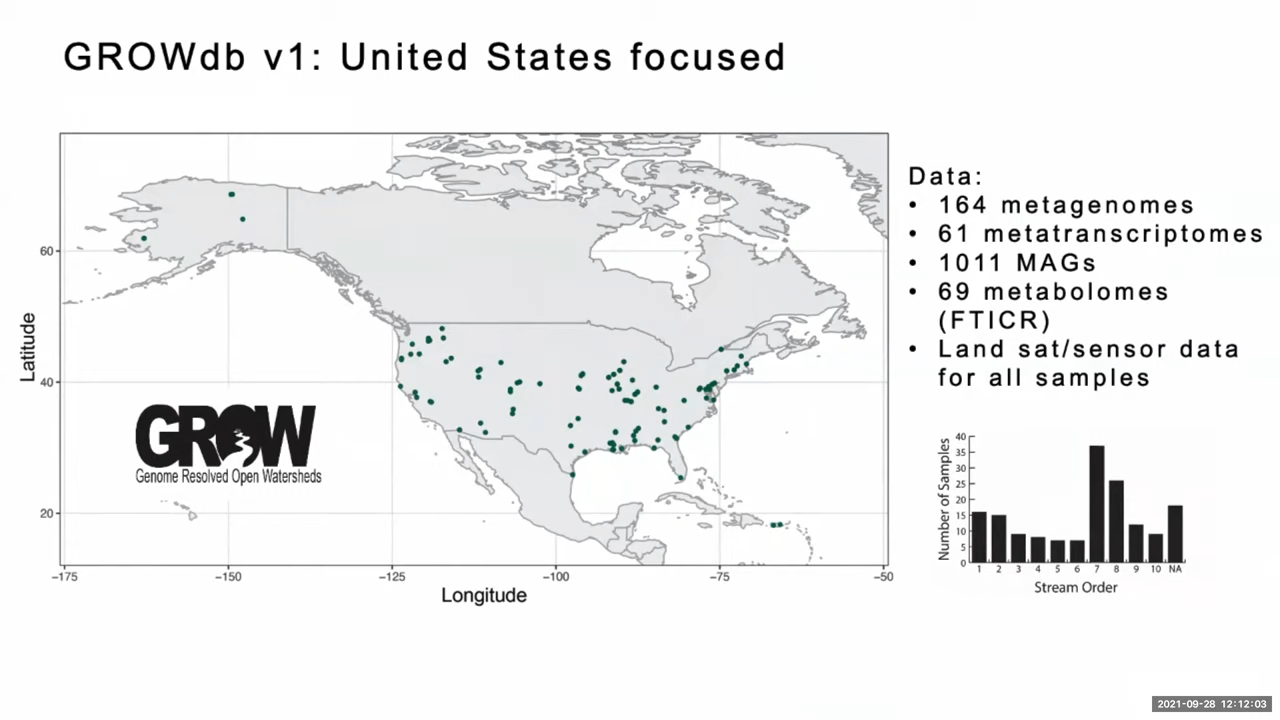 GROWdb v1: United States focused
Latitude
60
40
20
−175
−150
−125
−100
−75
−50
Longitude
GROW
Genome Resolved Open Watersheds
Data:
• 164 metagenomes
• 61 metatranscriptomes
• 1011 MAGs
• 69 metabolomes
(FTICR)
• Land sat/sensor data
for all samples
Number of Samples
40
35
30
25
20
15
10
5
0
1 2 3 4 5 6 7 8 9 10 NA
Stream Order
2021-09-28 12:12:03